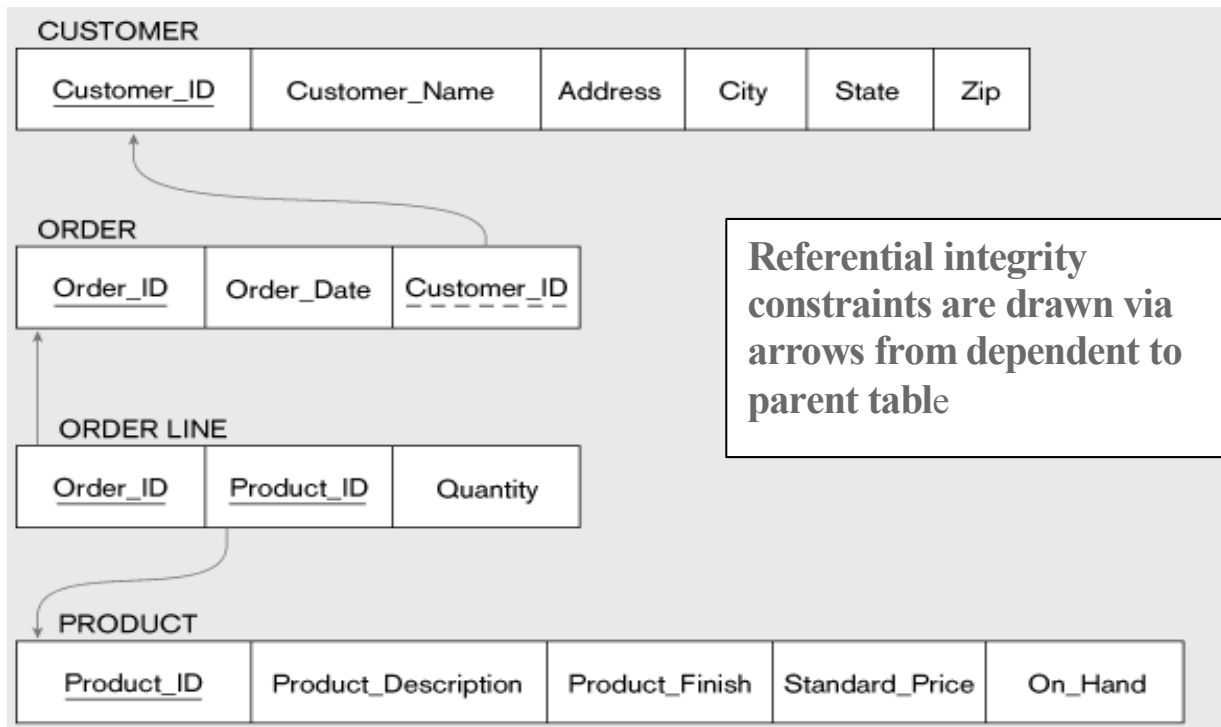 CUSTOMER
Customer_ID Customer_Name Address City State Zip
ORDER
Order_ID Order_Date Customer_ID
Referential integrity
constraints are drawn via
arrows from dependent to
parent table
ORDER LINE
Order_ID Product_ID Quantity
PRODUCT
Product_ID Product_Description Product_Finish Standard_Price On_Hand